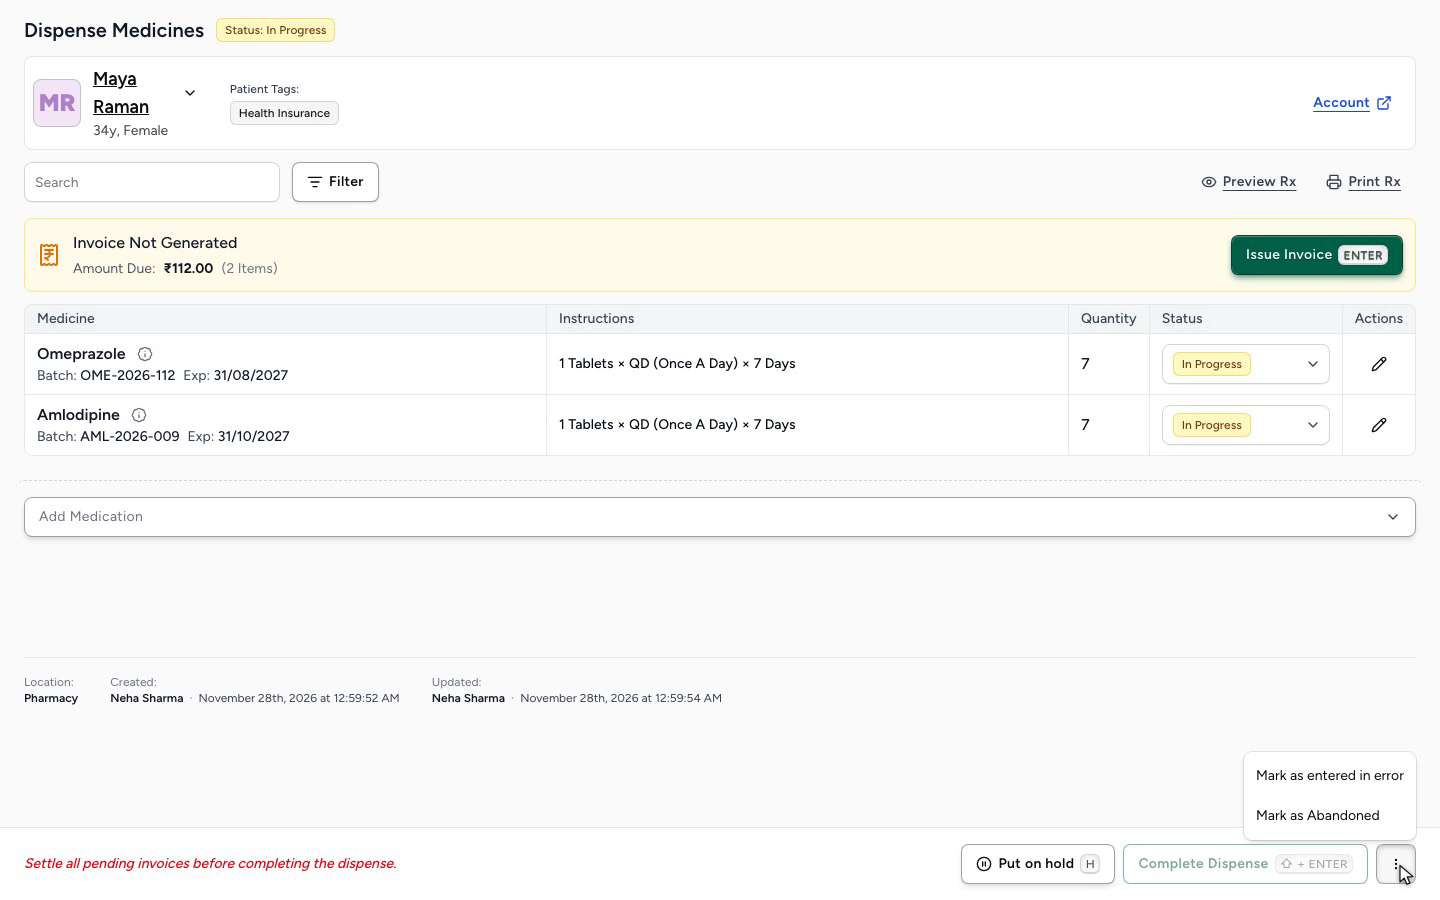 Dispense Medicines
Status: In Progress
MR
Maya
Raman
34y, Female
Patient Tags:
Health Insurance
Account
Search
Filter
Preview Rx
Print Rx
Invoice Not Generated
Amount Due: ₹112.00 (2 Items)
Issue Invoice ENTER
Medicine Instructions Quantity Status Actions
Omeprazole
Batch: OME-2026-112 Exp: 31/08/2027
1 Tablets × QD (Once A Day) × 7 Days
7
In Progress
Amlodipine
Batch: AML-2026-009 Exp: 31/10/2027
1 Tablets × QD (Once A Day) × 7 Days
7
In Progress
Add Medication
Location:
Pharmacy
Created:
Neha Sharma · November 28th, 2026 at 12:59:52 AM
Updated:
Neha Sharma · November 28th, 2026 at 12:59:54 AM
Mark as entered in error
Mark as Abandoned
Settle all pending invoices before completing the dispense.
Put on hold H
Complete Dispense ⇧ + ENTER